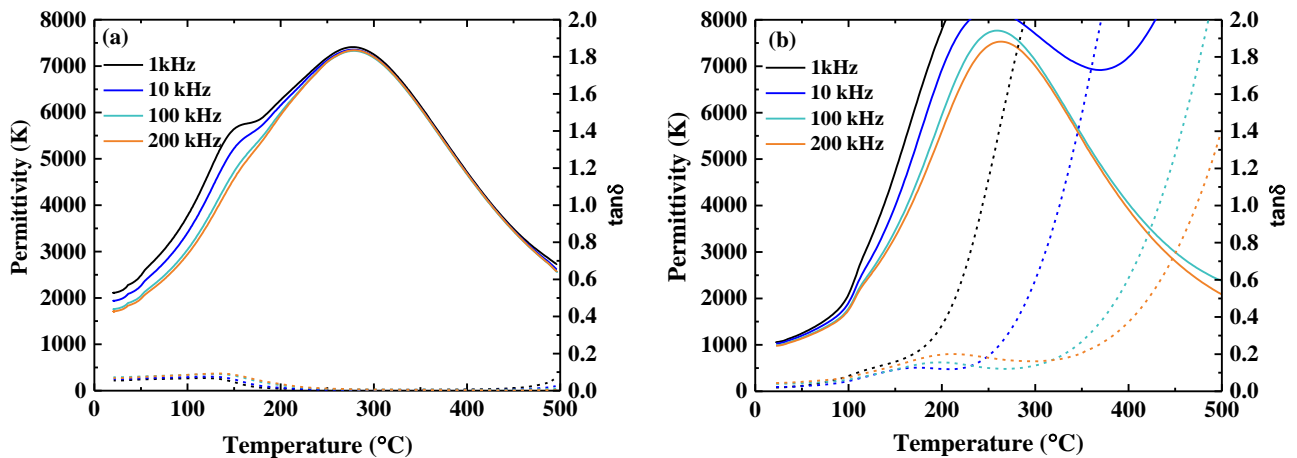 (a)
1kHz
10 kHz
100 kHz
200 kHz
8000
7000
6000
5000
4000
3000
2000
1000
0
Permittivity (K)
2.0
1.8
1.6
1.4
1.2
1.0
0.8
0.6
0.4
0.2
0.0
tanδ
0 100 200 300 400 500
Temperature (°C)
(b)
1kHz
10 kHz
100 kHz
200 kHz
8000
7000
6000
5000
4000
3000
2000
1000
0
Permittivity (K)
2.0
1.8
1.6
1.4
1.2
1.0
0.8
0.6
0.4
0.2
0.0
tanδ
0 100 200 300 400 500
Temperature (°C)